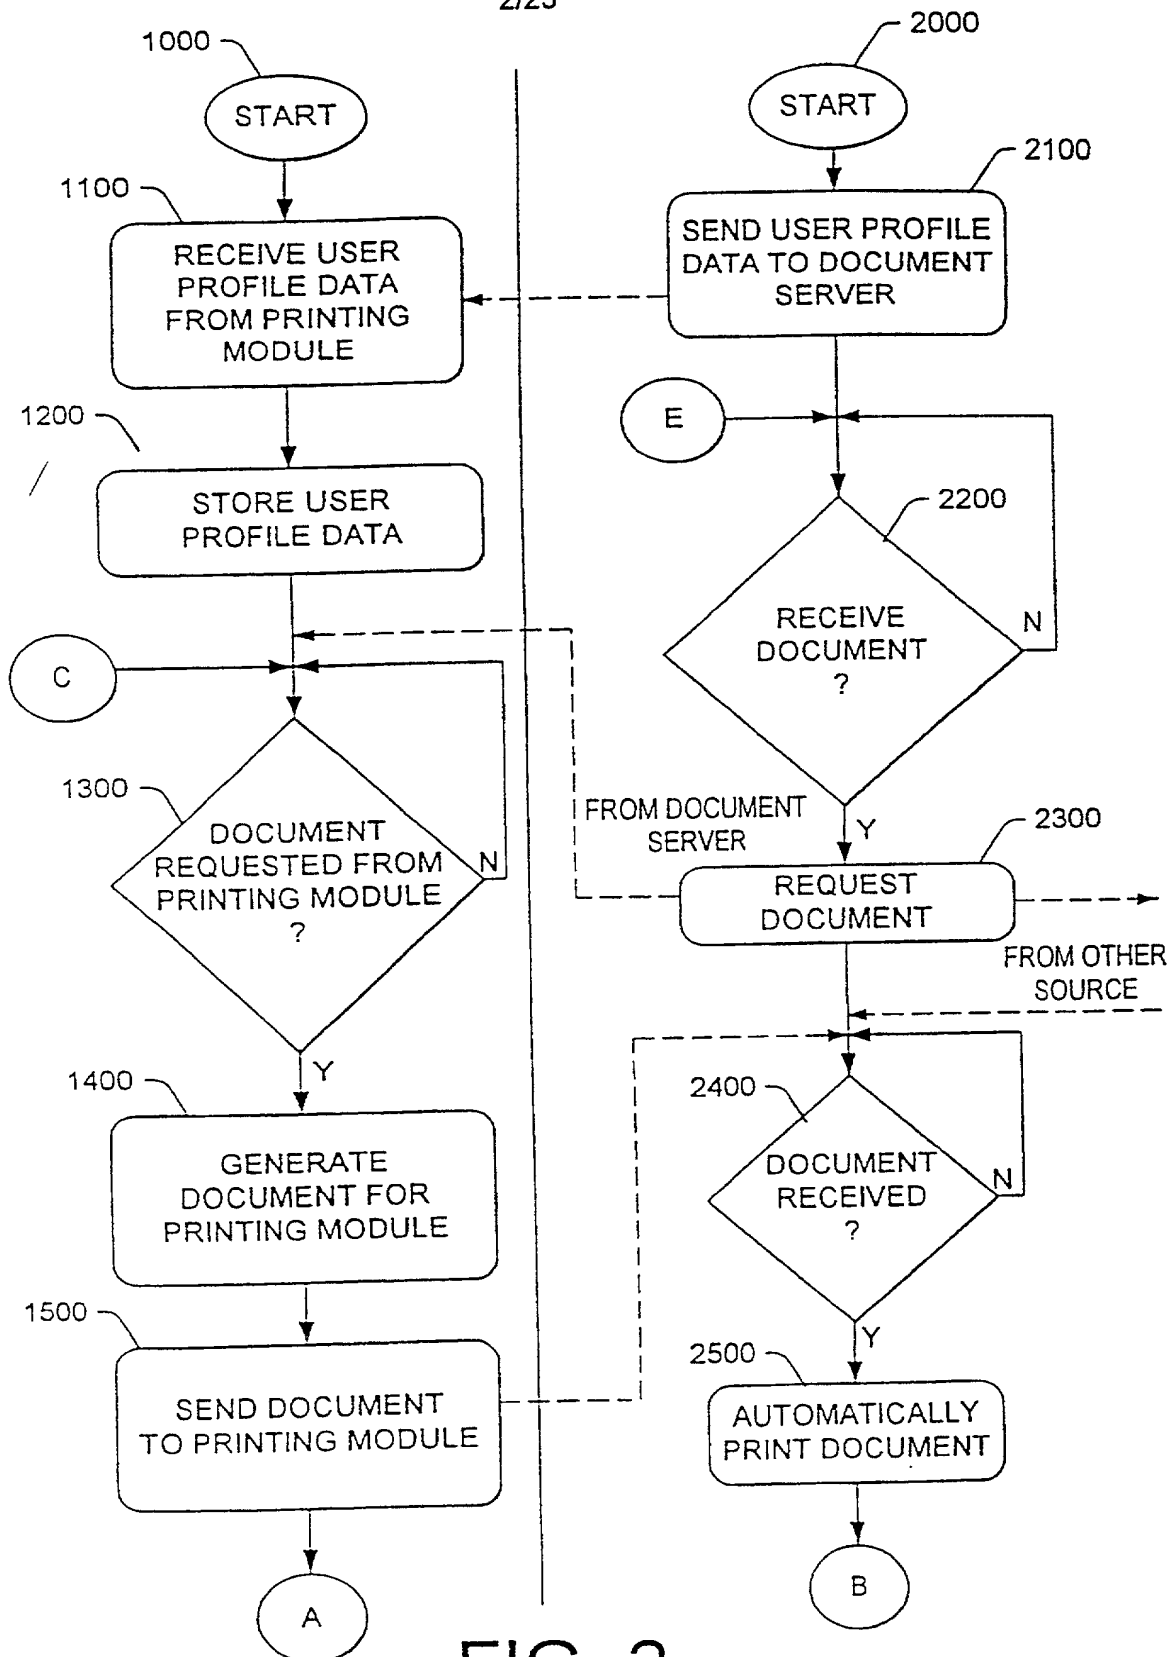 2/25
1000
START
1100
RECEIVE USER
PROFILE DATA
FROM PRINTING
MODULE
1200
STORE USER
PROFILE DATA
C
1300
DOCUMENT
REQUESTED FROM
PRINTING MODULE
?
N
Y
1400
GENERATE
DOCUMENT FOR
PRINTING MODULE
1500
SEND DOCUMENT
TO PRINTING MODULE
A
2000
START
2100
SEND USER PROFILE
DATA TO DOCUMENT
SERVER
E
2200
RECEIVE
DOCUMENT
?
N
Y
FROM DOCUMENT
SERVER
2300
REQUEST
DOCUMENT
FROM OTHER
SOURCE
2400
DOCUMENT
RECEIVED
?
N
Y
2500
AUTOMATICALLY
PRINT DOCUMENT
B
FIG.